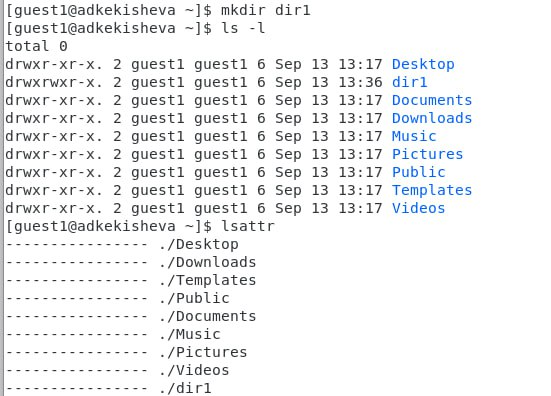 [guest1@adkekisheva ~]$ mkdir dir1
[guest1@adkekisheva ~]$ ls -l
total 0
drwxr-xr-x. 2 guest1 guest1 6 Sep 13 13:17 Desktop
drwxrwxr-x. 2 guest1 guest1 6 Sep 13 13:36 dir1
drwxr-xr-x. 2 guest1 guest1 6 Sep 13 13:17 Documents
drwxr-xr-x. 2 guest1 guest1 6 Sep 13 13:17 Downloads
drwxr-xr-x. 2 guest1 guest1 6 Sep 13 13:17 Music
drwxr-xr-x. 2 guest1 guest1 6 Sep 13 13:17 Pictures
drwxr-xr-x. 2 guest1 guest1 6 Sep 13 13:17 Public
drwxr-xr-x. 2 guest1 guest1 6 Sep 13 13:17 Templates
drwxr-xr-x. 2 guest1 guest1 6 Sep 13 13:17 Videos
[guest1@adkekisheva ~]$ lsattr
---------------- ./Desktop
---------------- ./Downloads
---------------- ./Templates
---------------- ./Public
---------------- ./Documents
---------------- ./Music
---------------- ./Pictures
---------------- ./Videos
---------------- ./dir1